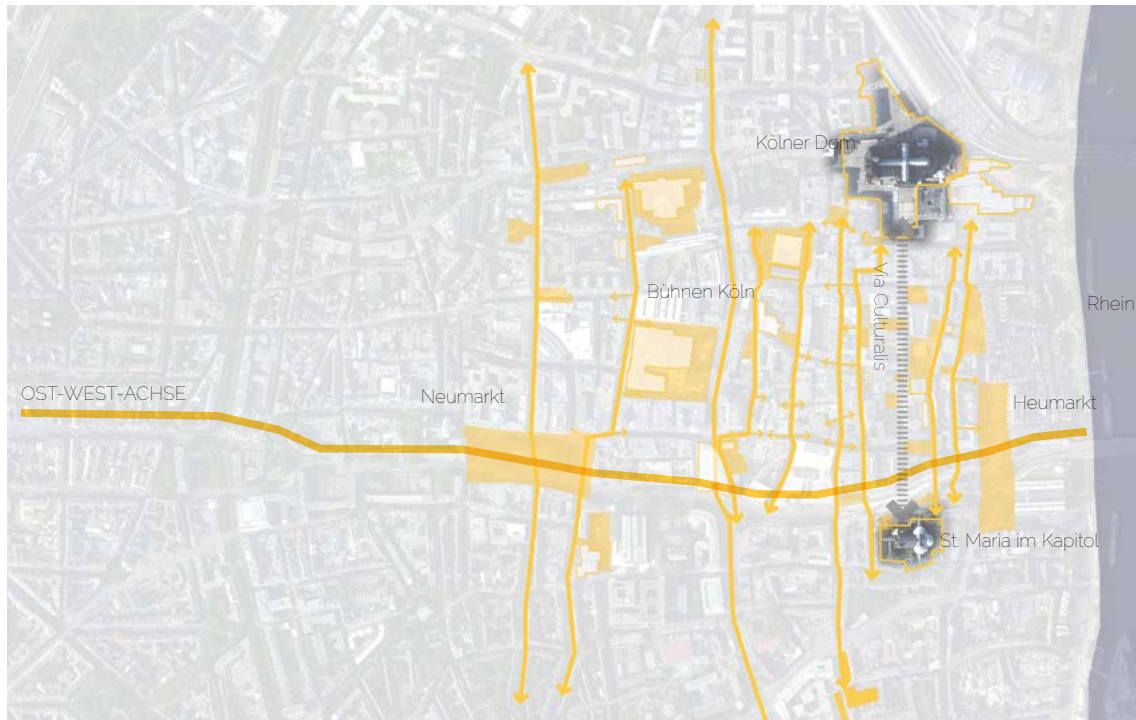 Kölner Dom
Bühnen Köln
Via Culturalis
Rhein
OST-WEST-ACHSE
Neumarkt
Heumarkt
St. Maria im Kapitol